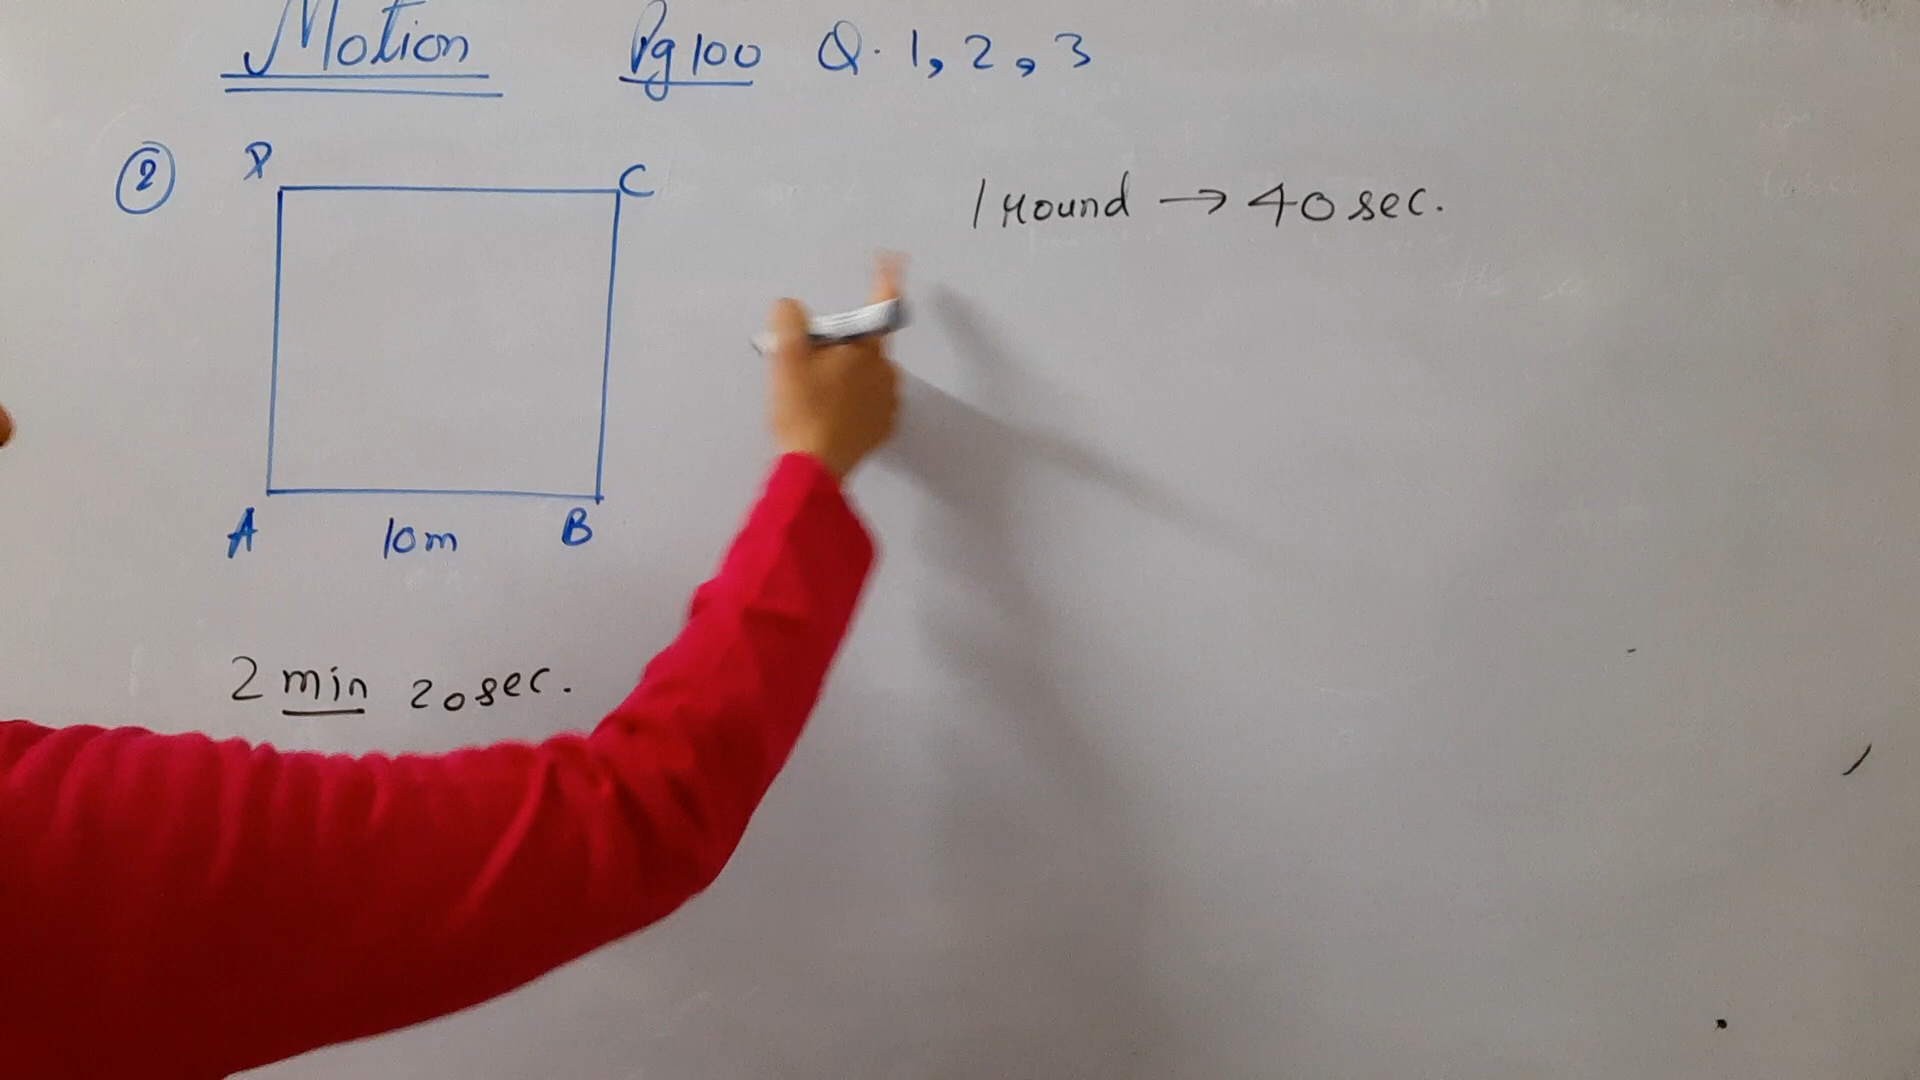 Motion Pg 100 Q. 1, 2, 3
2
C
1 round → 40 sec.
A 10m B
2 min 20 sec.